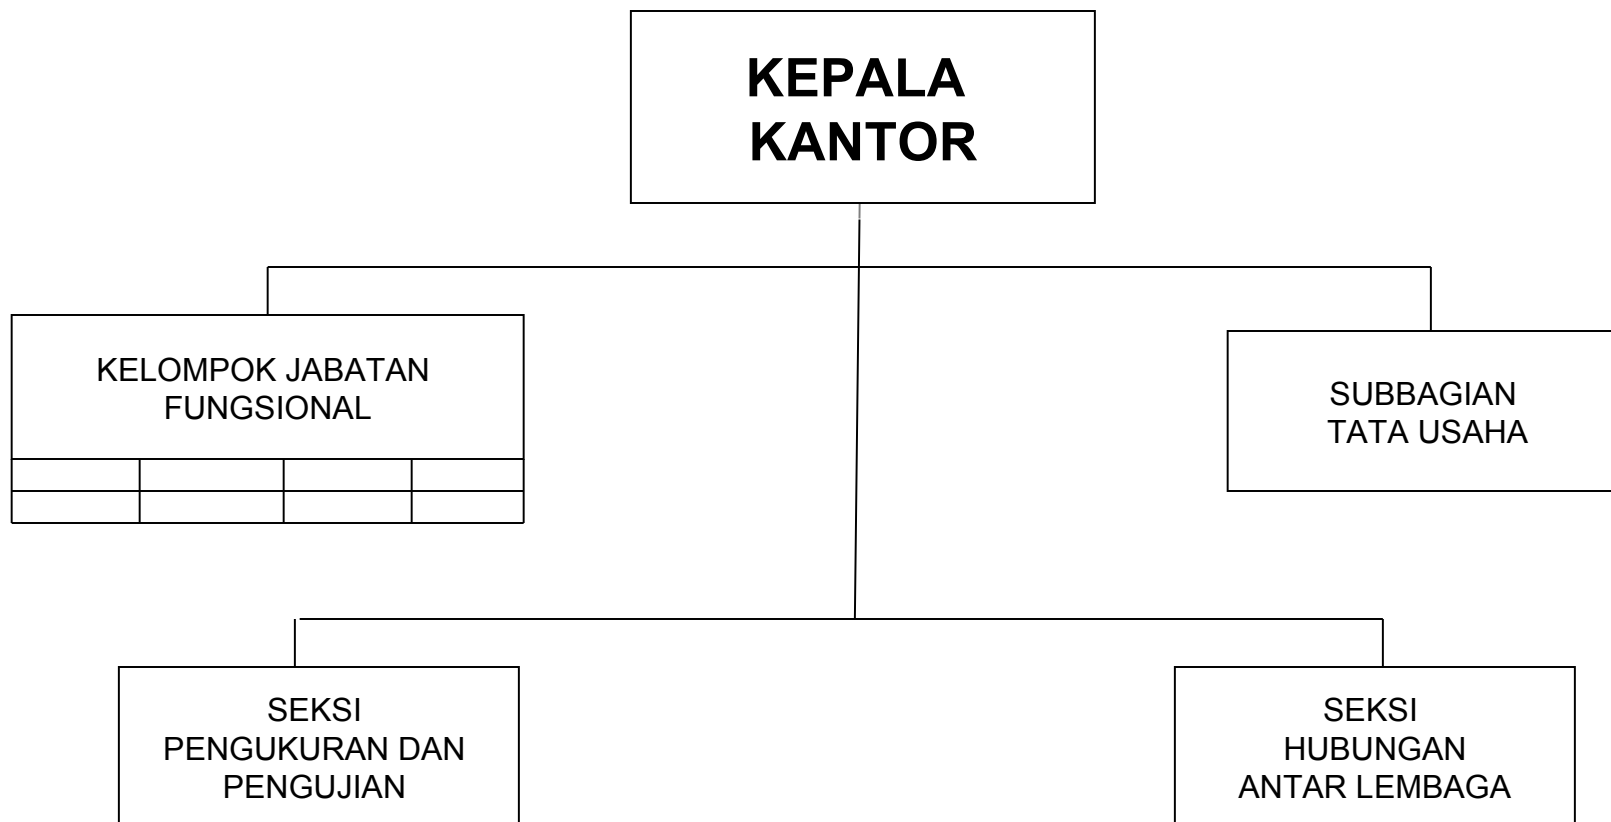 KEPALA
KANTOR
KELOMPOK JABATAN
FUNGSIONAL
SUBBAGIAN
TATA USAHA
SEKSI
PENGUKURAN DAN
PENGUJIAN
SEKSI
HUBUNGAN
ANTAR LEMBAGA